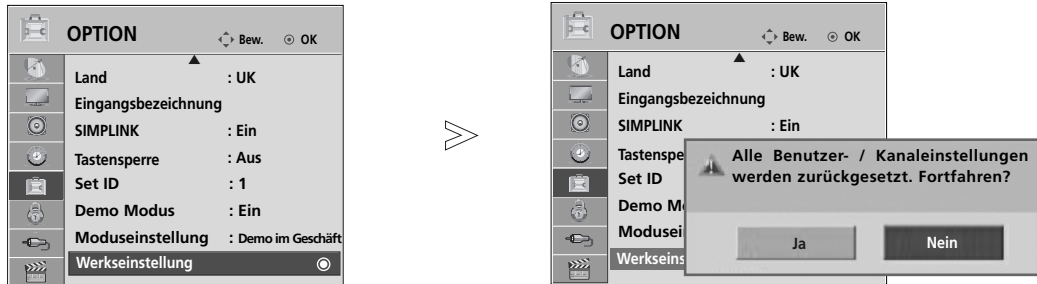 OPTION Bew. OK
Land : UK
Eingangsbezeichnung
SIMPLINK : Ein
Tastensperre : Aus
Set ID : 1
Demo Modus : Ein
Moduseinstellung : Demo im Geschäft
Werkseinstellung
OPTION Bew. OK
Land : UK
Eingangsbezeichnung
SIMPLINK : Ein
Tastenspe
Set ID
Demo M
Modusei
Werkseins
Alle Benutzer- / Kanaleinstellungen
werden zurückgesetzt. Fortfahren?
Ja Nein